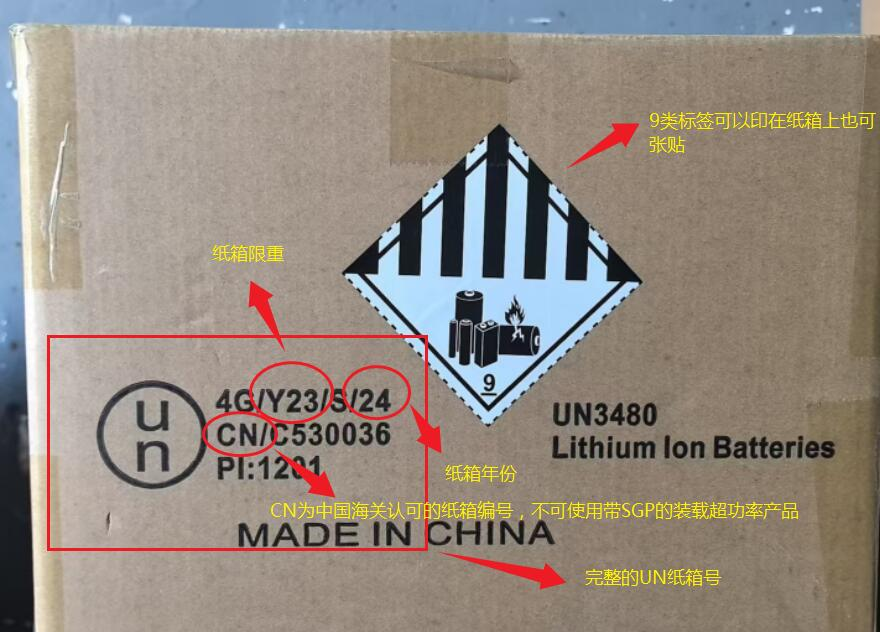 9类标签可以印在纸箱上也可
张贴
纸箱限重
9
un
4G/Y23/S/24
CN/C530036
PI:1201
UN3480
Lithium Ion Batteries
纸箱年份
CN为中国海关认可的纸箱编号，不可使用带SGP的装载超功率产品
MADE IN CHINA
完整的UN纸箱号